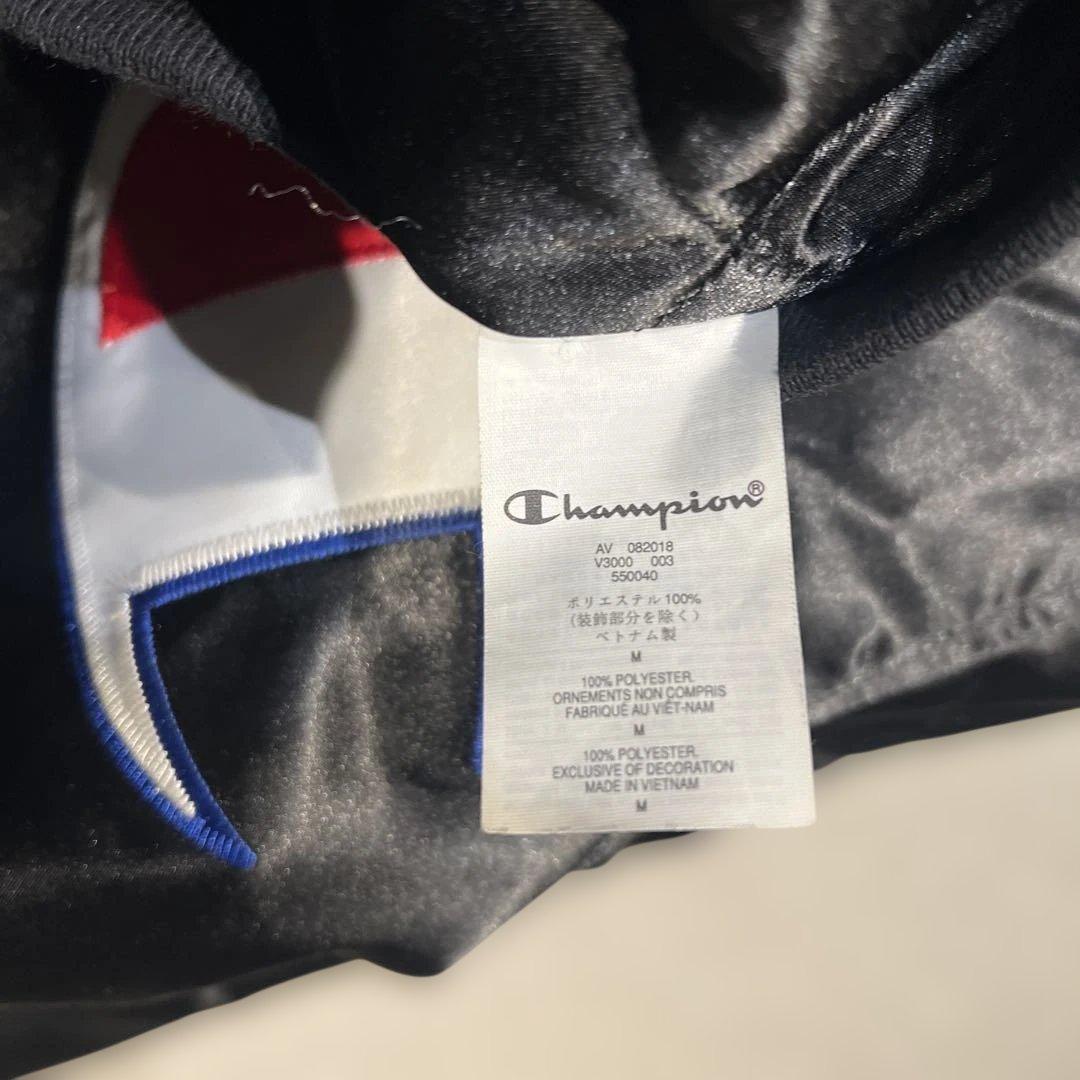 Champion®
AV 082018
V3000 003
550040
ポリエステル100%
(装飾部分を除く)
ベトナム製
M
100% POLYESTER.
ORNEMENTS NON COMPRIS
FABRIQUÉ AU VIÊT-NAM
M
100% POLYESTER.
EXCLUSIVE OF DECORATION
MADE IN VIETNAM
M